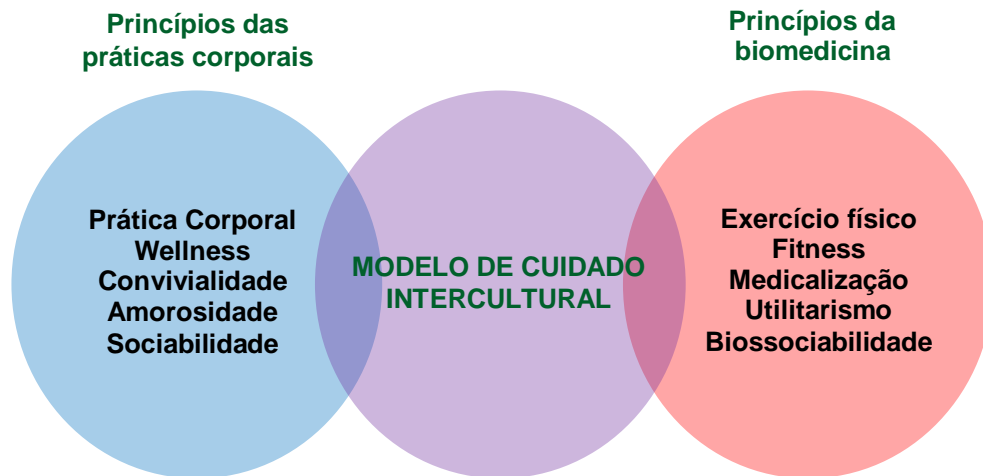 Princípios das
práticas corporais
Princípios da
biomedicina
Prática Corporal
Wellness
Convivialidade
Amorosidade
Sociabilidade
MODELO DE CUIDADO
INTERCULTURAL
Exercício físico
Fitness
Medicalização
Utilitarismo
Biossociabilidade